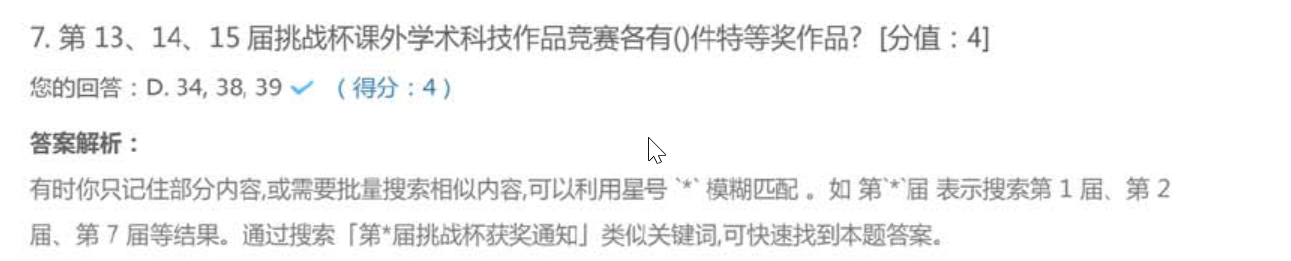 7. 第 13、14、15 届挑战杯课外学术科技作品竞赛各有()件特等奖作品? [分值：4]
您的回答：D. 34, 38, 39 ✓ （得分：4）
答案解析：
有时你只记住部分内容,或需要批量搜索相似内容,可以利用星号 `*` 模糊匹配 。如 第`*`届 表示搜索第 1 届、第 2
届、第 7 届等结果。通过搜索「第*届挑战杯获奖通知」类似关键词,可快速找到本题答案。